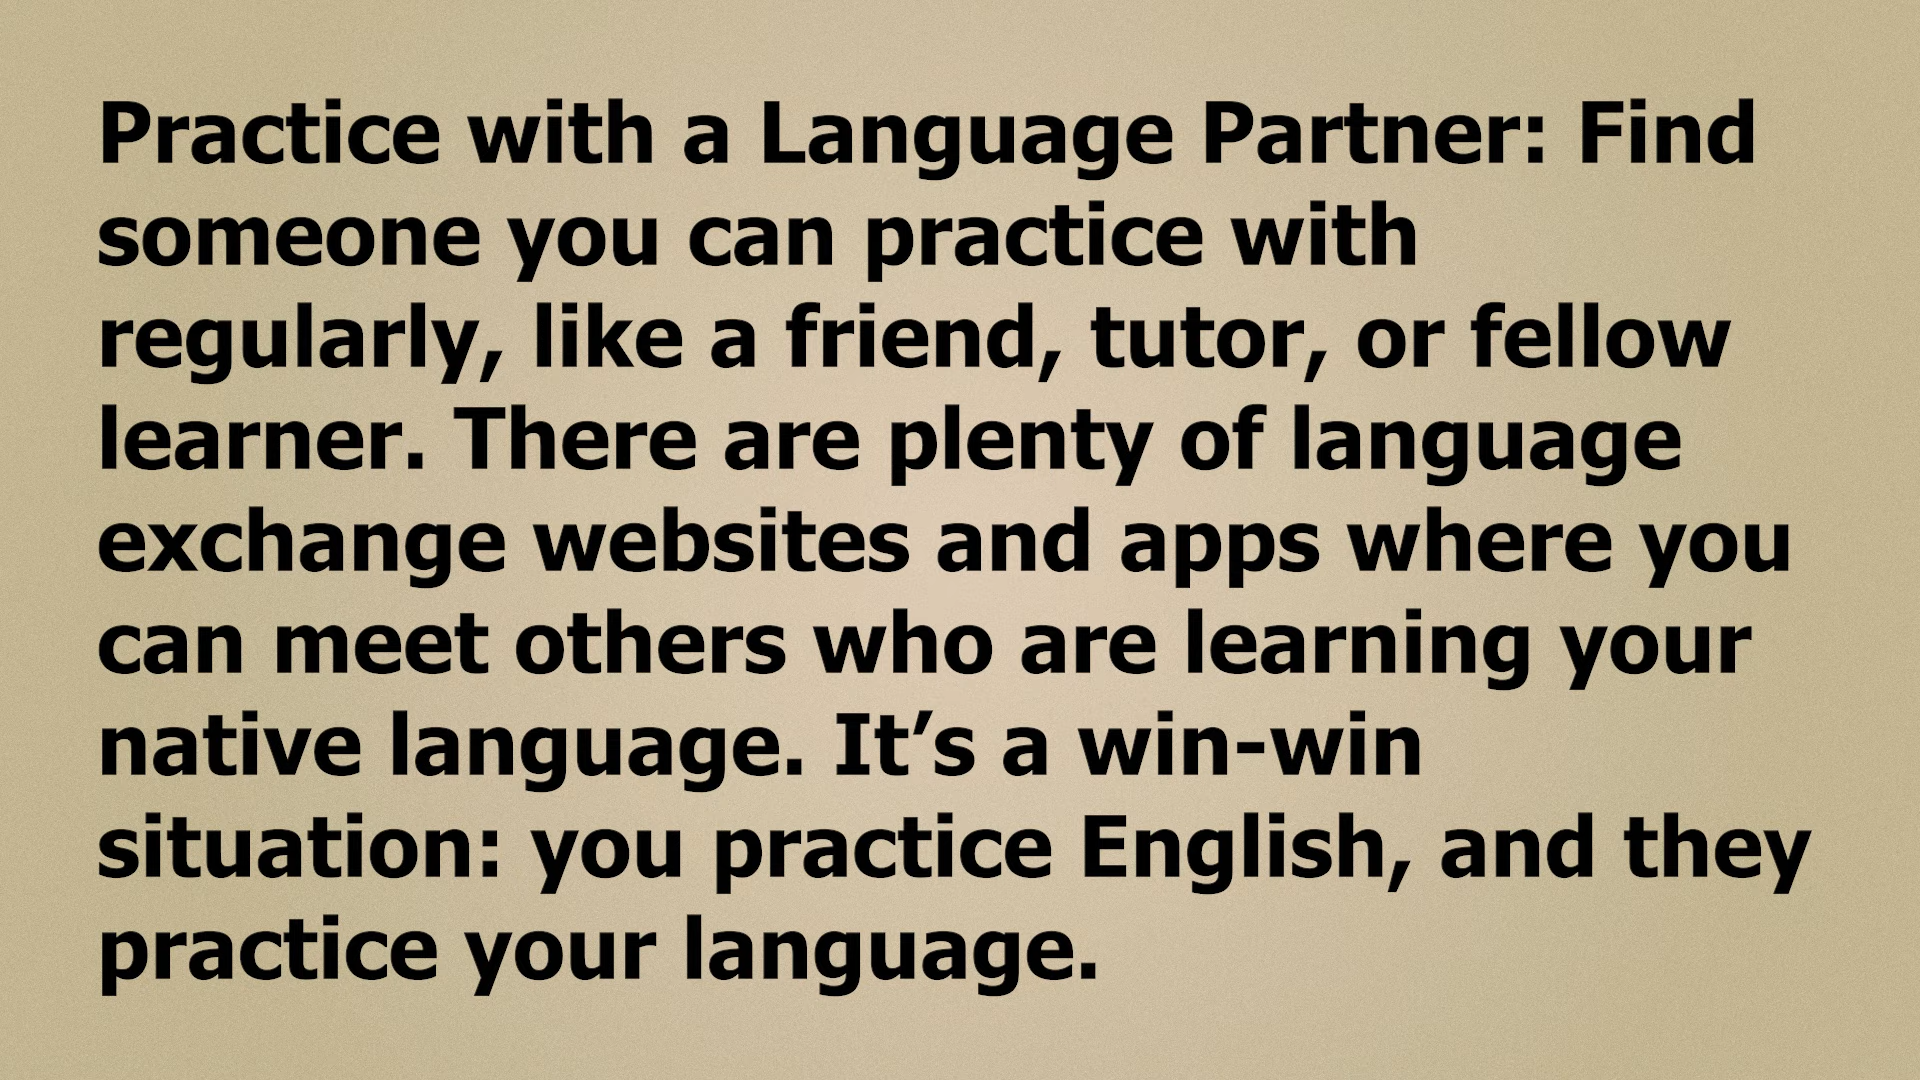 Practice with a Language Partner: Find
someone you can practice with
regularly, like a friend, tutor, or fellow
learner. There are plenty of language
exchange websites and apps where you
can meet others who are learning your
native language. It’s a win-win
situation: you practice English, and they
practice your language.